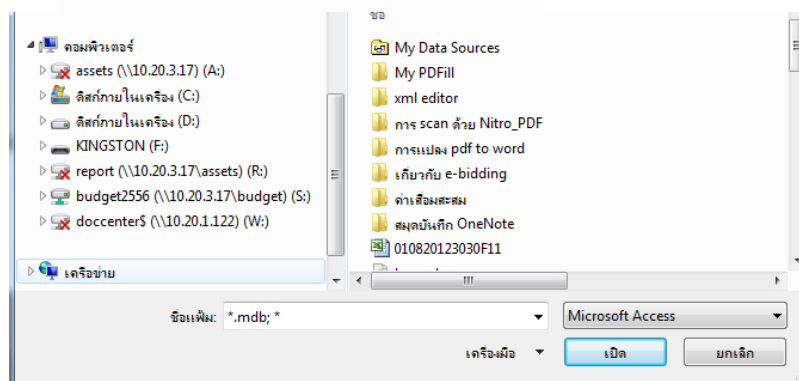 ชื่อ
คอมพิวเตอร์
assets (\\10.20.3.17) (A:)
ดิสก์ภายในเครื่อง (C:)
ดิสก์ภายในเครื่อง (D:)
KINGSTON (F:)
report (\\10.20.3.17\assets) (R:)
budget2556 (\\10.20.3.17\budget) (S:)
doccenter$ (\\10.20.1.122) (W:)
เครือข่าย
My Data Sources
My PDFill
xml editor
การ scan ด้วย Nitro_PDF
การแปลง pdf to word
เกี่ยวกับ e-bidding
ค่าเสื่อมสะสม
สมุดบันทึก OneNote
010820123030F11
ชื่อแฟ้ม: *.mdb; * Microsoft Access
เครื่องมือ เปิด ยกเลิก